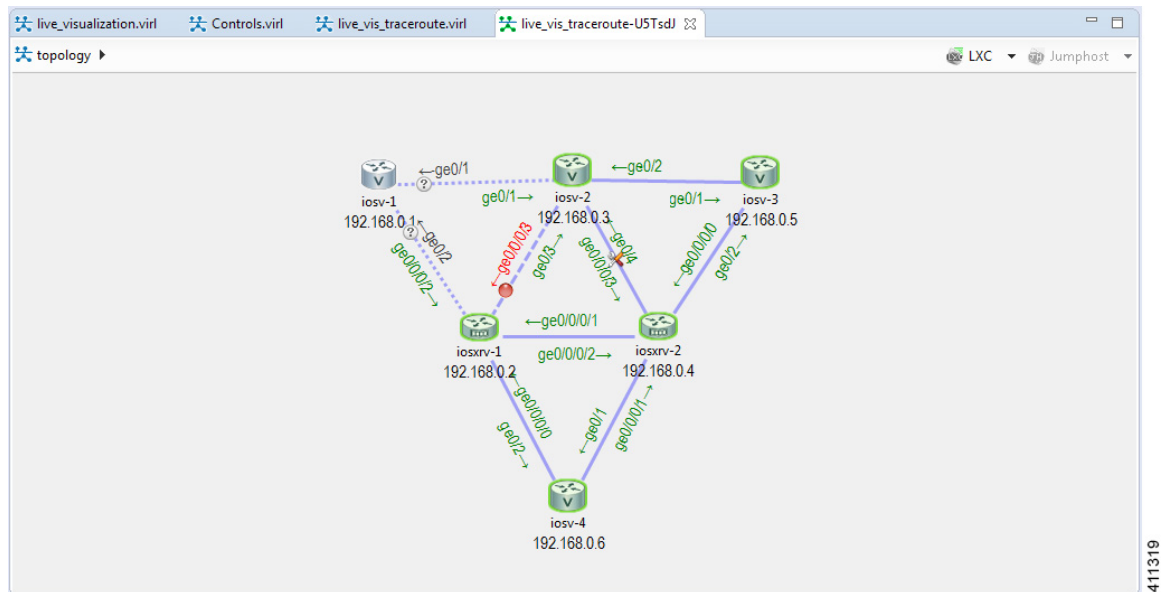 live_visualization.virl Controls.virl live_vis_traceroute.virl live_vis_traceroute-U5TsdJ
topology LXC Jumphost
←ge0/1
?
V
iosv-1
192.168.0.1
ge0/1→
V
iosv-2
192.168.0.3
←ge0/2
ge0/1→
V
iosv-3
192.168.0.5
?
←ge0/2
ge0/0/0/2→
←ge0/0/0/3
ge0/3→
←ge0/4
ge0/0/0/3→
←ge0/0/0/0
ge0/2→
iosxrv-1
192.168.0.2
←ge0/0/0/1
ge0/0/0/2→
iosxrv-2
192.168.0.4
←ge0/0/0/0
ge0/2→
←ge0/1
ge0/0/0/1→
V
iosv-4
192.168.0.6
411319